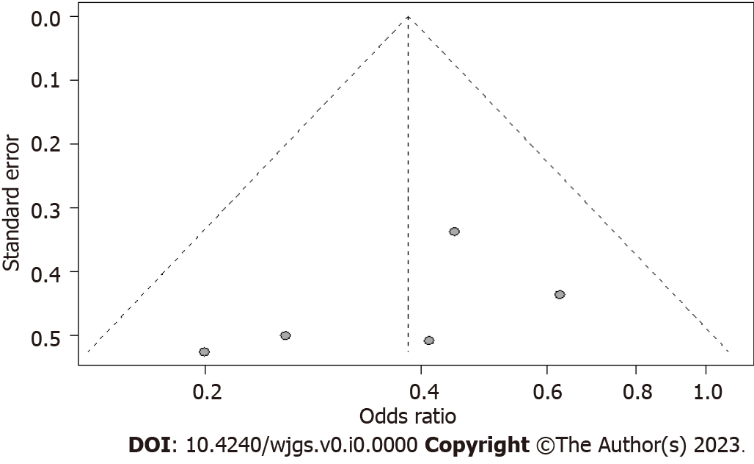 0.0
0.1
0.2
0.3
0.4
0.5
Standard error
0.2 0.4 0.6 0.8 1.0
Odds ratio
DOI: 10.4240/wjgs.v0.i0.0000 Copyright ©The Author(s) 2023.